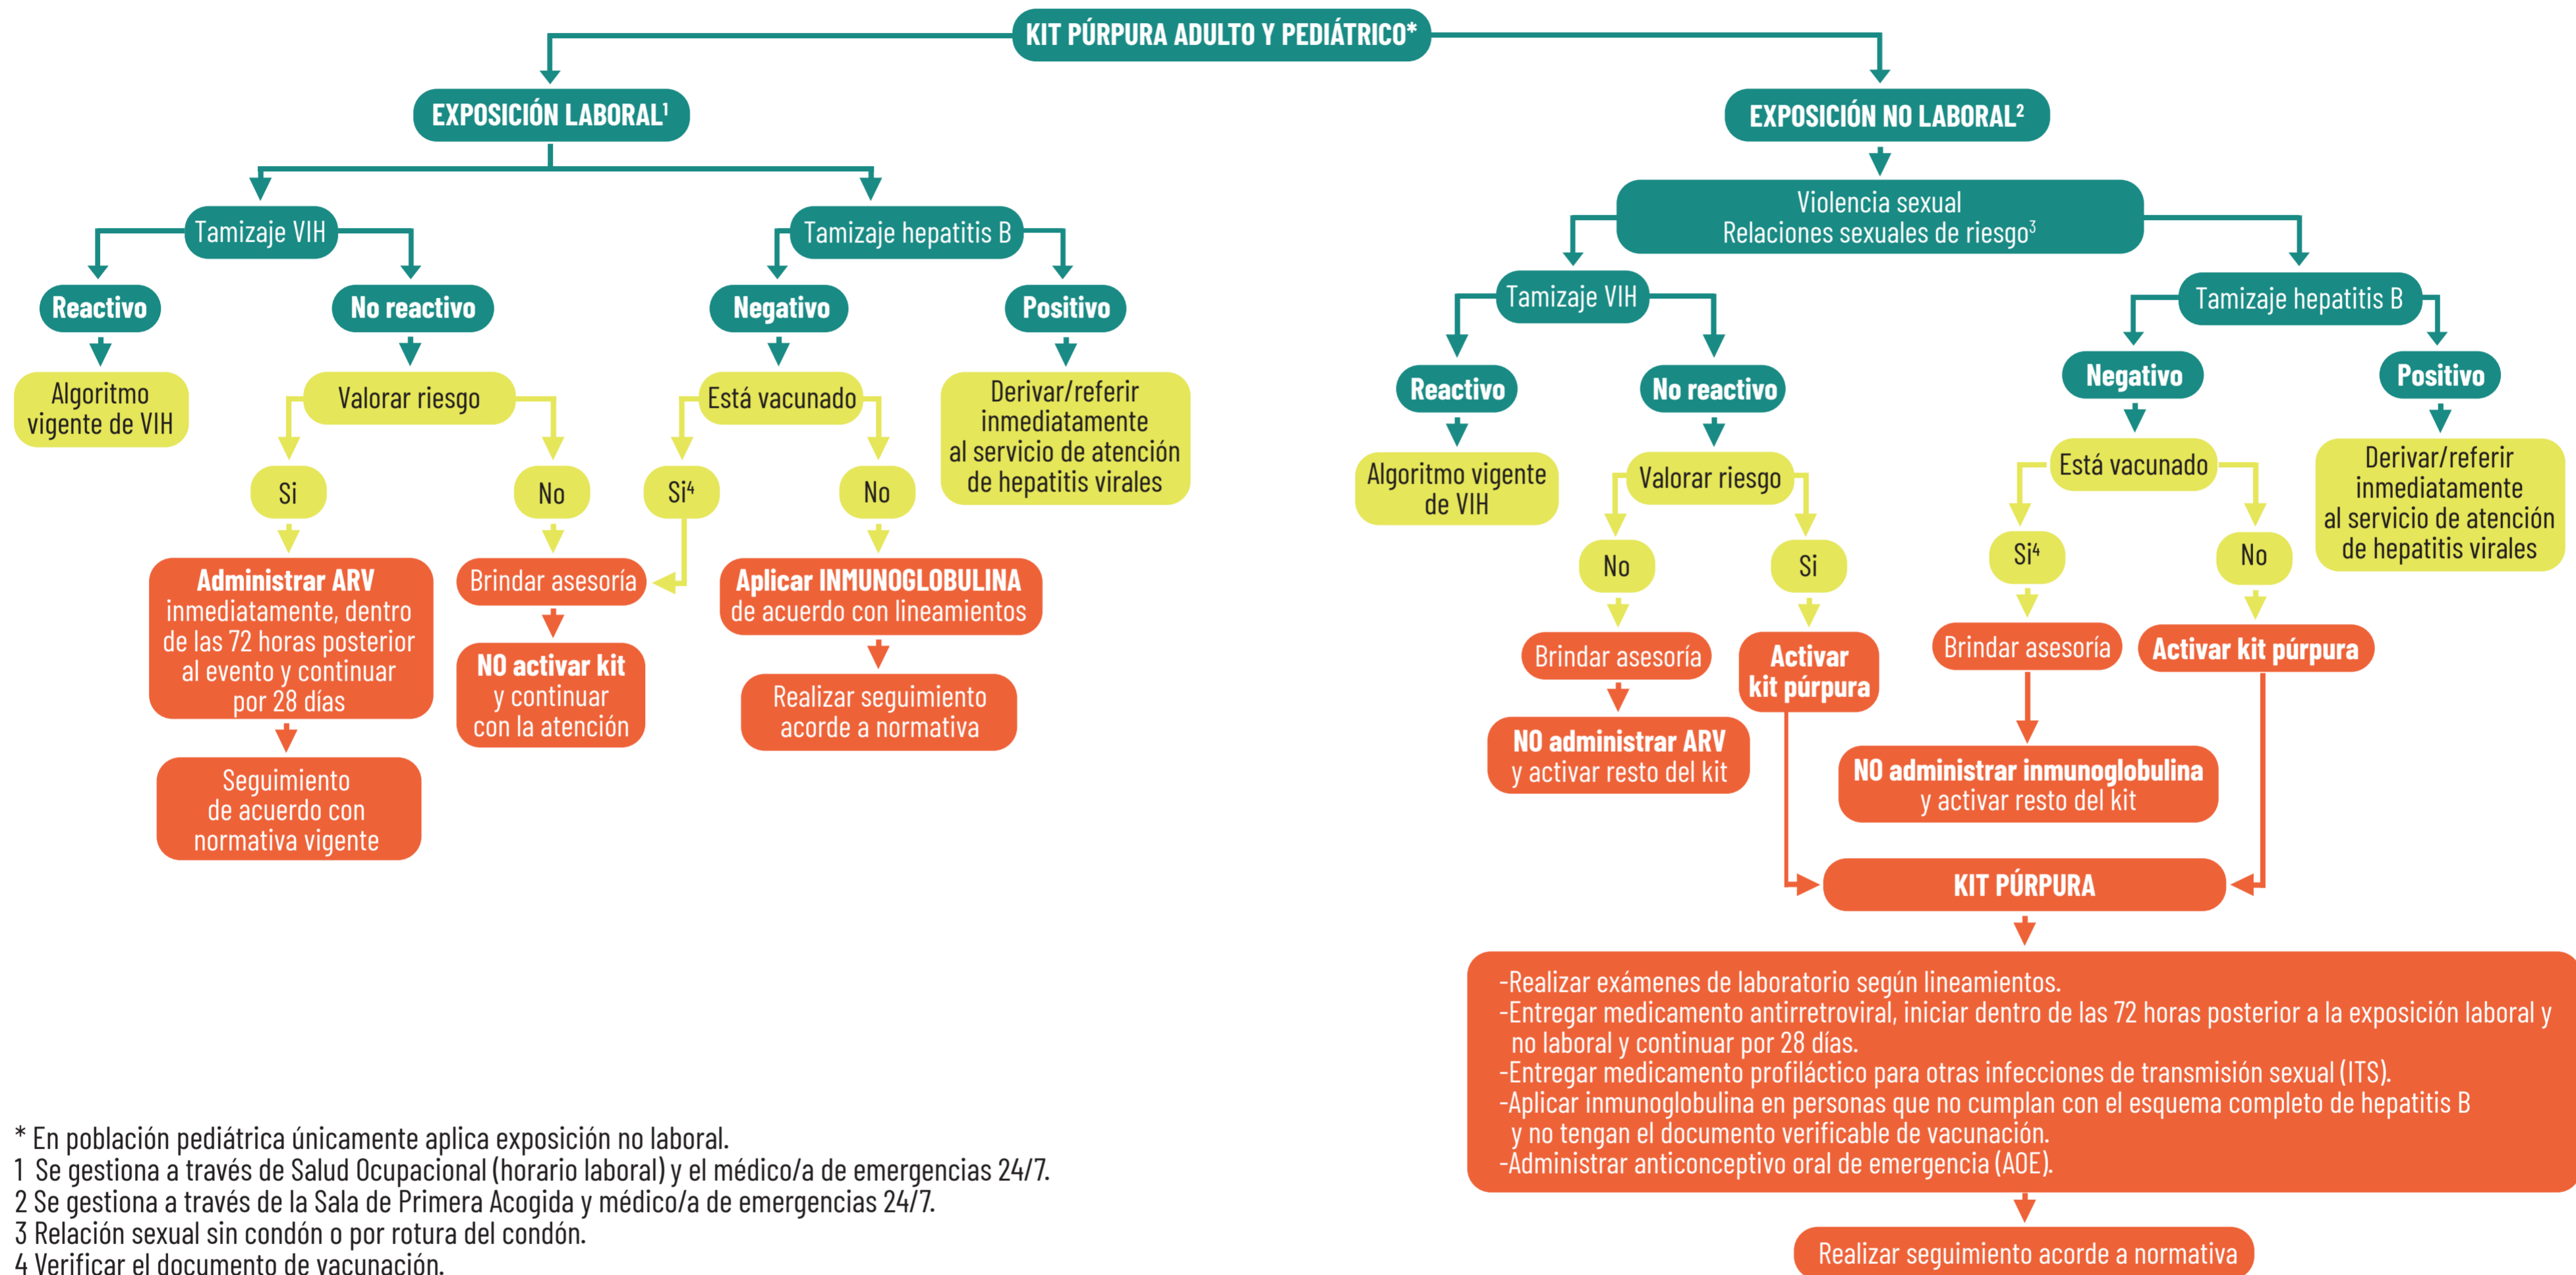 KIT PÚRPURA ADULTO Y PEDIÁTRICO*
EXPOSICIÓN LABORAL¹
Tamizaje VIH
Reactivo
Algoritmo
vigente de VIH
No reactivo
Valorar riesgo
Si
Administrar ARV
inmediatamente, dentro
de las 72 horas posterior
al evento y continuar
por 28 días
Seguimiento
de acuerdo con
normativa vigente
No
Brindar asesoría
NO activar kit
y continuar
con la atención
Tamizaje hepatitis B
Negativo
Está vacunado
Si⁴
No
Aplicar INMUNOGLOBULINA
de acuerdo con lineamientos
Realizar seguimiento
acorde a normativa
Positivo
Derivar/referir
inmediatamente
al servicio de atención
de hepatitis virales
EXPOSICIÓN NO LABORAL²
Violencia sexual
Relaciones sexuales de riesgo³
Tamizaje VIH
Reactivo
Algoritmo vigente
de VIH
No reactivo
Valorar riesgo
No
Brindar asesoría
NO administrar ARV
y activar resto del kit
Si
Activar
kit púrpura
Tamizaje hepatitis B
Negativo
Está vacunado
Si⁴
Brindar asesoría
NO administrar inmunoglobulina
y activar resto del kit
No
Activar kit púrpura
Positivo
Derivar/referir
inmediatamente
al servicio de atención
de hepatitis virales
KIT PÚRPURA
-Realizar exámenes de laboratorio según lineamientos.
-Entregar medicamento antirretroviral, iniciar dentro de las 72 horas posterior a la exposición laboral y
no laboral y continuar por 28 días.
-Entregar medicamento profiláctico para otras infecciones de transmisión sexual (ITS).
-Aplicar inmunoglobulina en personas que no cumplan con el esquema completo de hepatitis B
y no tengan el documento verificable de vacunación.
-Administrar anticonceptivo oral de emergencia (AOE).
Realizar seguimiento acorde a normativa
* En población pediátrica únicamente aplica exposición no laboral.
1 Se gestiona a través de Salud Ocupacional (horario laboral) y el médico/a de emergencias 24/7.
2 Se gestiona a través de la Sala de Primera Acogida y médico/a de emergencias 24/7.
3 Relación sexual sin condón o por rotura del condón.
4 Verificar el documento de vacunación.